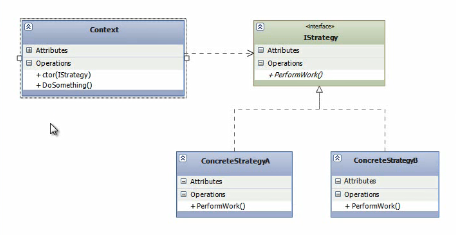 Context
Attributes
Operations
+ ctor(IStrategy)
+ DoSomething()
«interface»
IStrategy
Attributes
Operations
+ PerformWork()
ConcreteStrategyA
Attributes
Operations
+ PerformWork()
ConcreteStrategyB
Attributes
Operations
+ PerformWork()